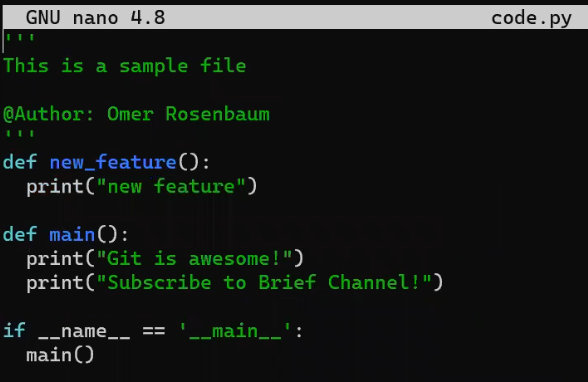 GNU nano 4.8 code.py
'''
This is a sample file

@Author: Omer Rosenbaum
'''
def new_feature():
  print("new feature")

def main():
  print("Git is awesome!")
  print("Subscribe to Brief Channel!")

if __name__ == '__main__':
  main()